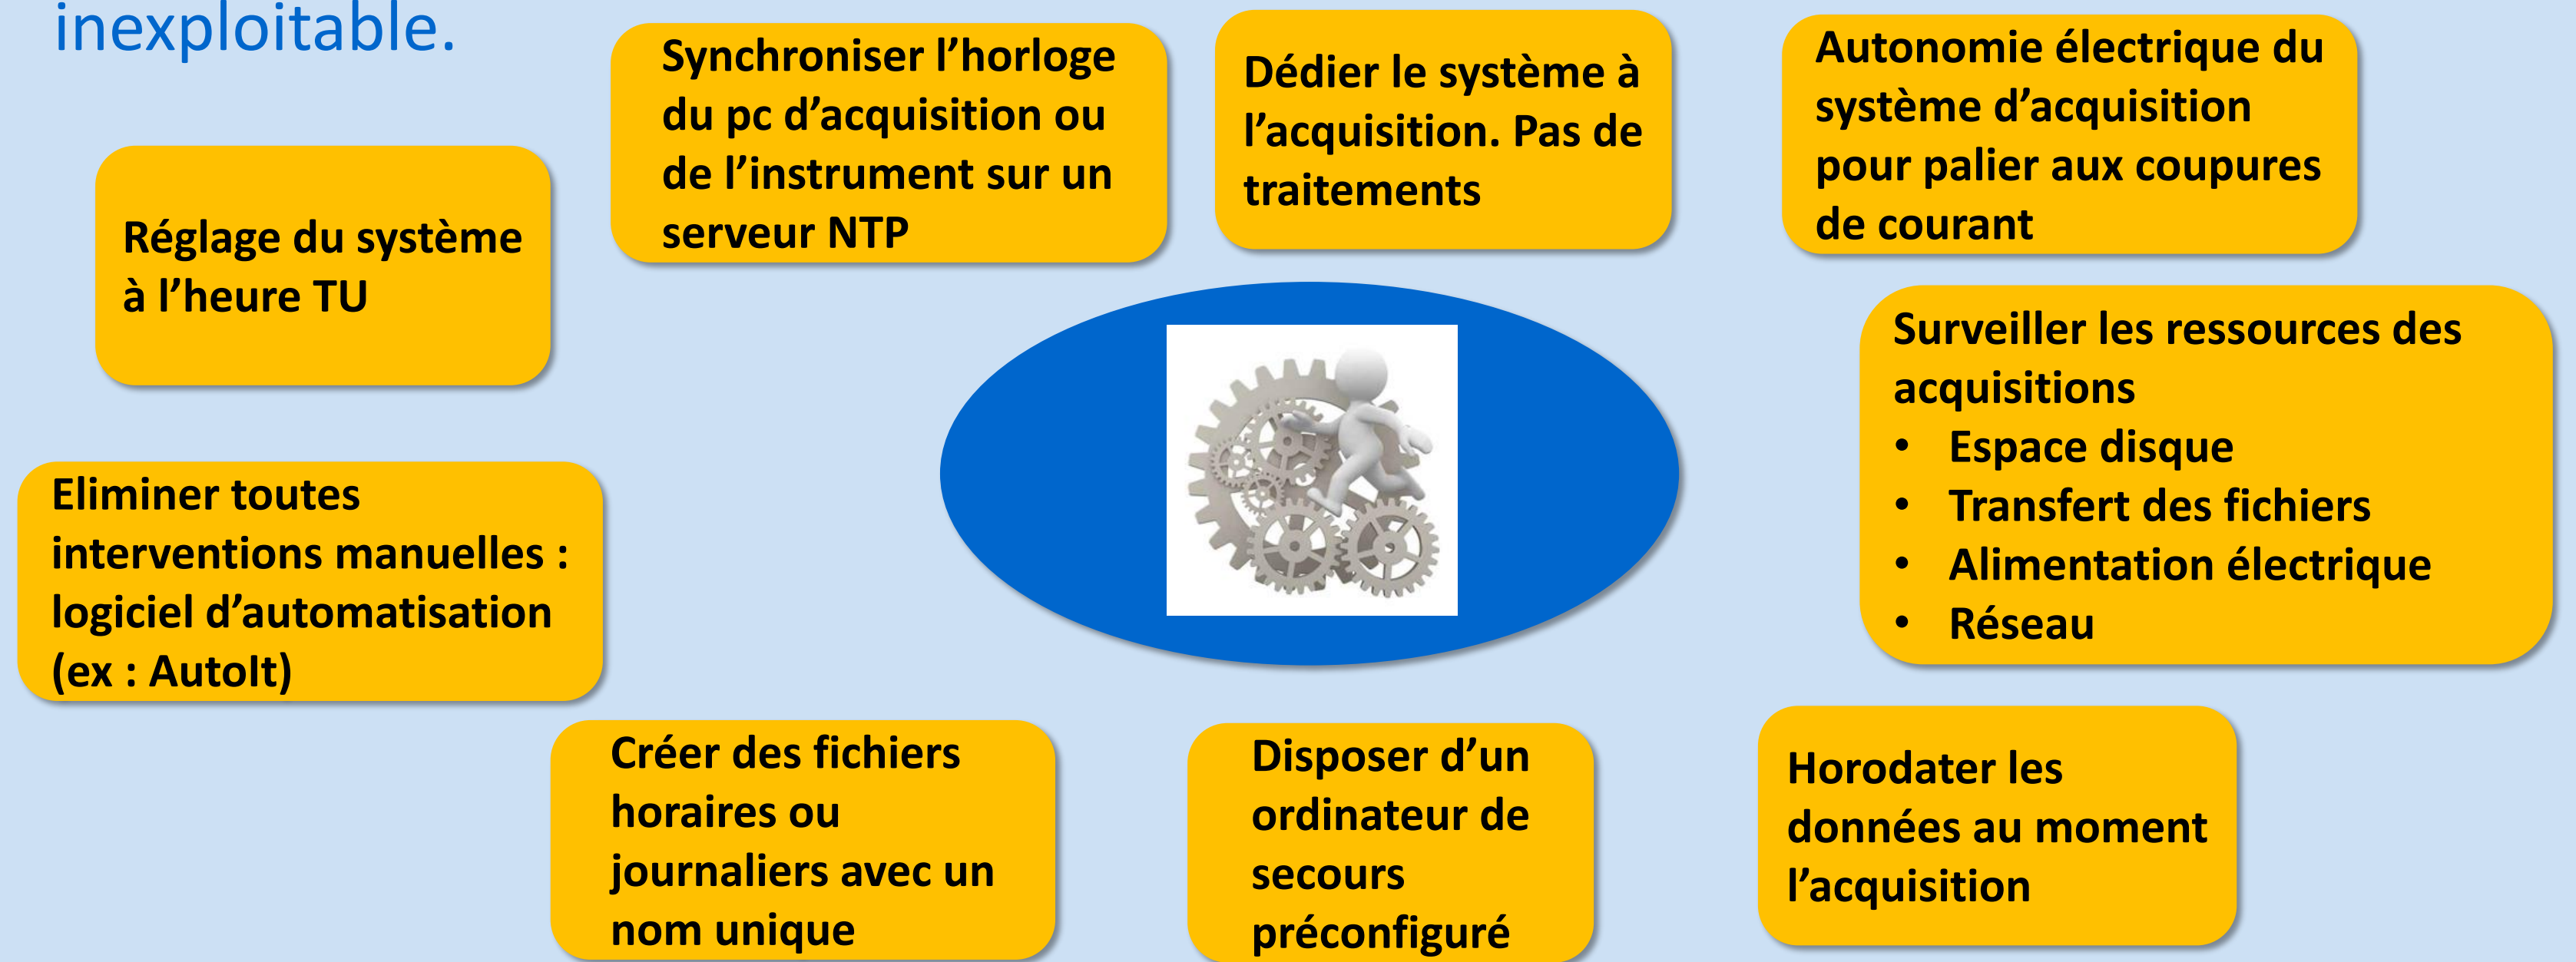 inexploitable.
Synchroniser l’horloge
du pc d’acquisition ou
de l’instrument sur un
serveur NTP
Dédier le système à
l’acquisition. Pas de
traitements
Autonomie électrique du
système d’acquisition
pour palier aux coupures
de courant
Réglage du système
à l’heure TU
Surveiller les ressources des
acquisitions
• Espace disque
• Transfert des fichiers
• Alimentation électrique
• Réseau
Eliminer toutes
interventions manuelles :
logiciel d’automatisation
(ex : AutoIt)
Créer des fichiers
horaires ou
journaliers avec un
nom unique
Disposer d’un
ordinateur de
secours
préconfiguré
Horodater les
données au moment
l’acquisition